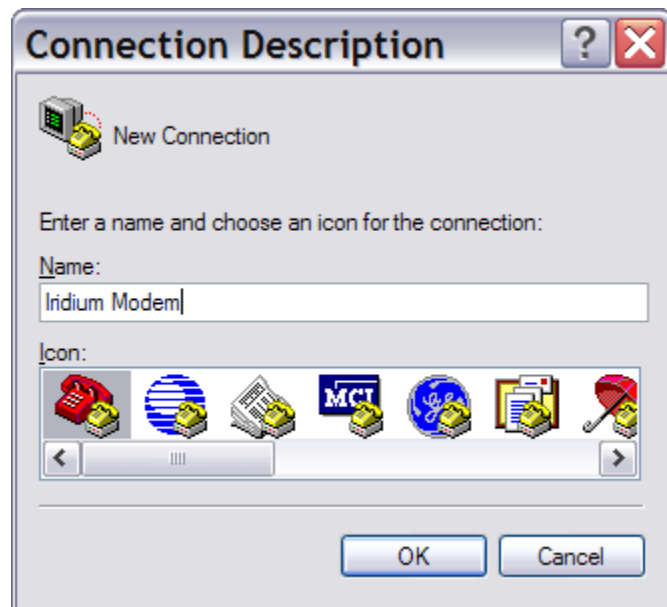 Connection Description
New Connection
Enter a name and choose an icon for the connection:
Name:
Iridium Modem
Icon:
MCI
OK
Cancel